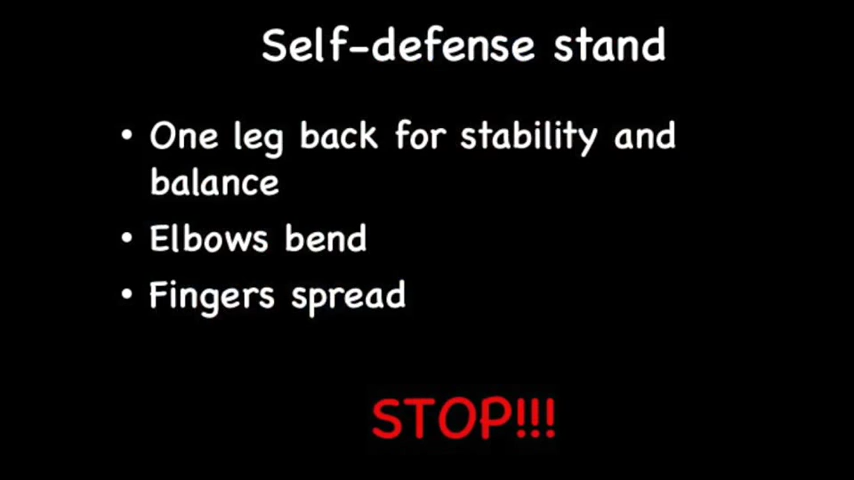 Self-defense stand
• One leg back for stability and
balance
• Elbows bend
• Fingers spread
STOP!!!